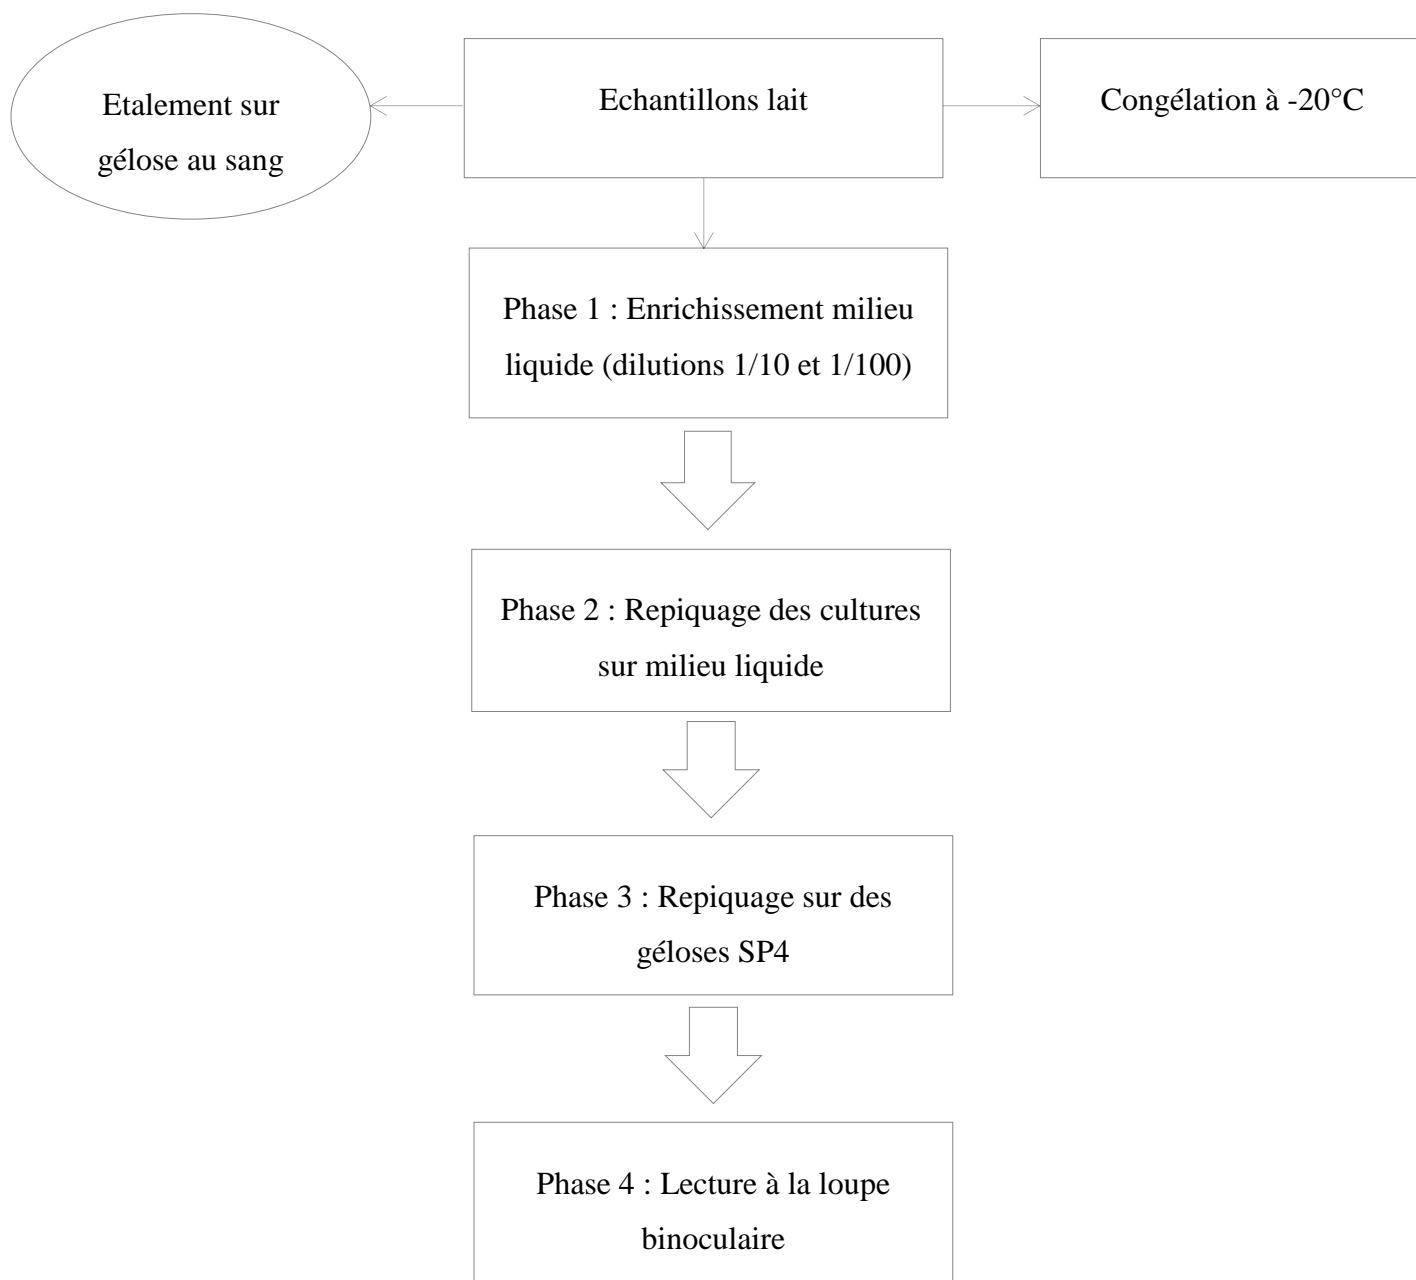 Etalement sur
gélose au sang
Echantillons lait
Congélation à -20°C
Phase 1 : Enrichissement milieu
liquide (dilutions 1/10 et 1/100)
Phase 2 : Repiquage des cultures
sur milieu liquide
Phase 3 : Repiquage sur des
géloses SP4
Phase 4 : Lecture à la loupe
binoculaire